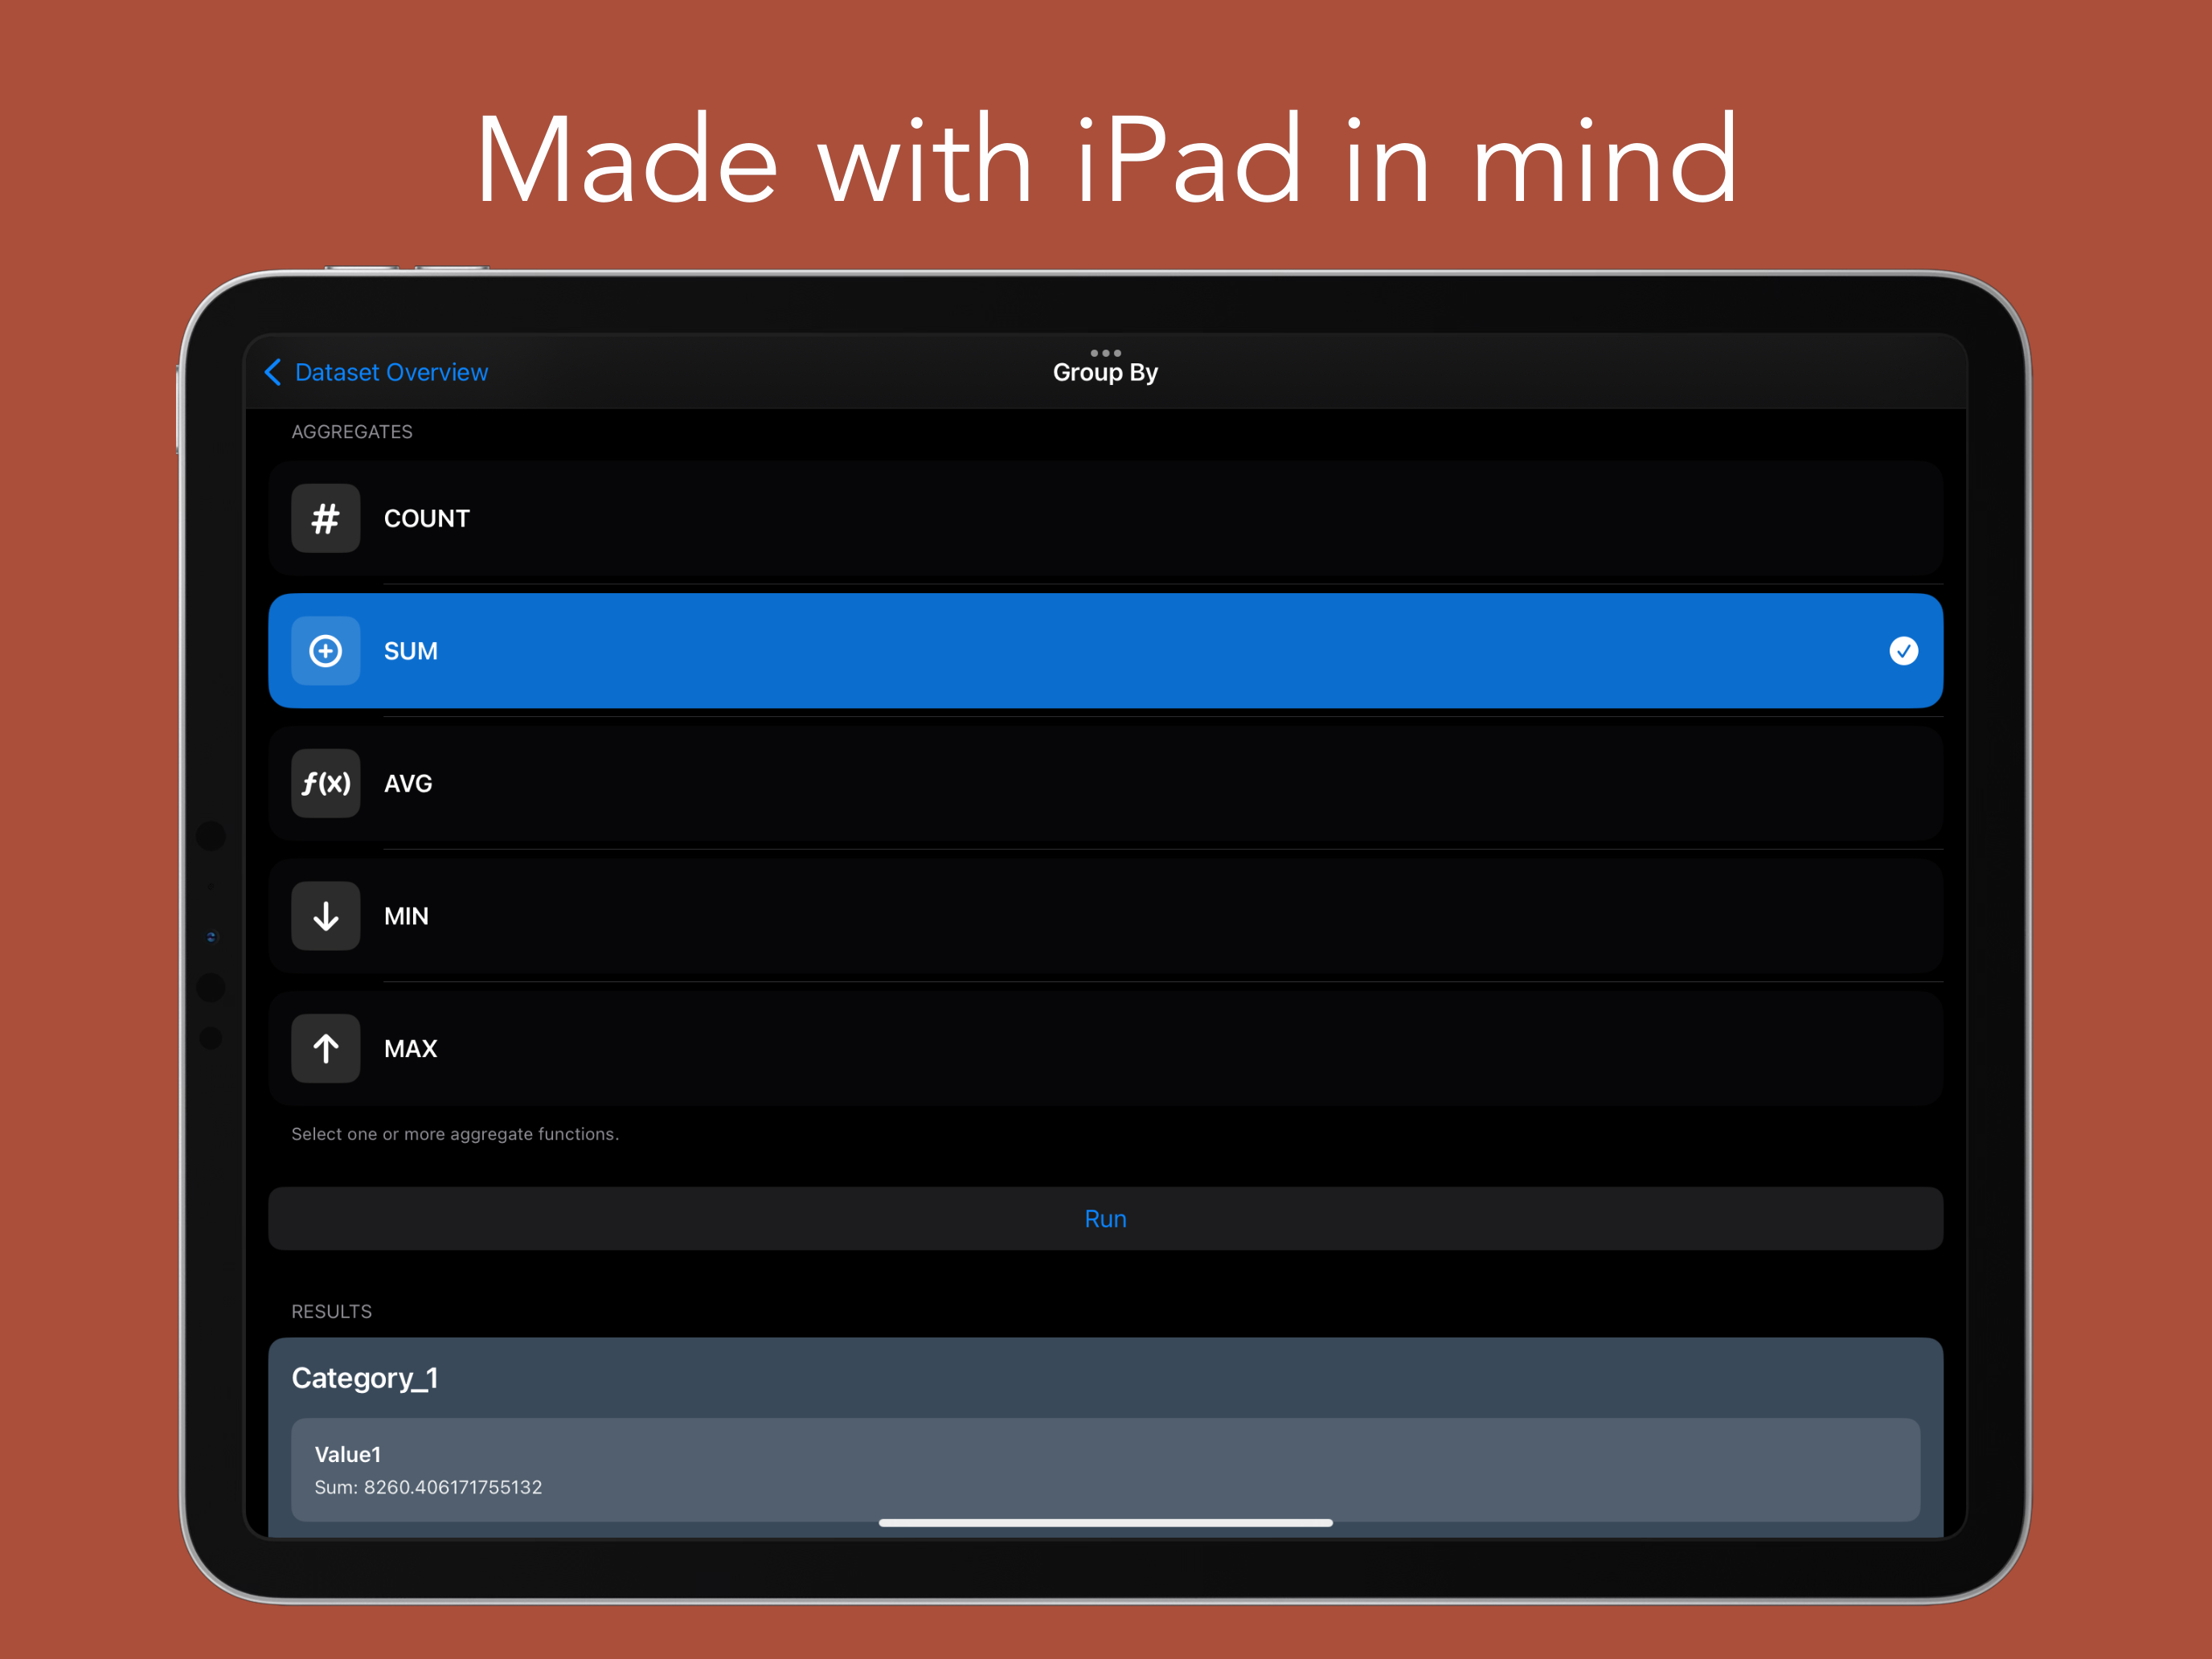 Made with iPad in mind
Dataset Overview
Group By
AGGREGATES
#
COUNT
SUM
ƒ(x)
AVG
MIN
MAX
Select one or more aggregate functions.
Run
RESULTS
Category_1
Value1
Sum: 8260.406171755132